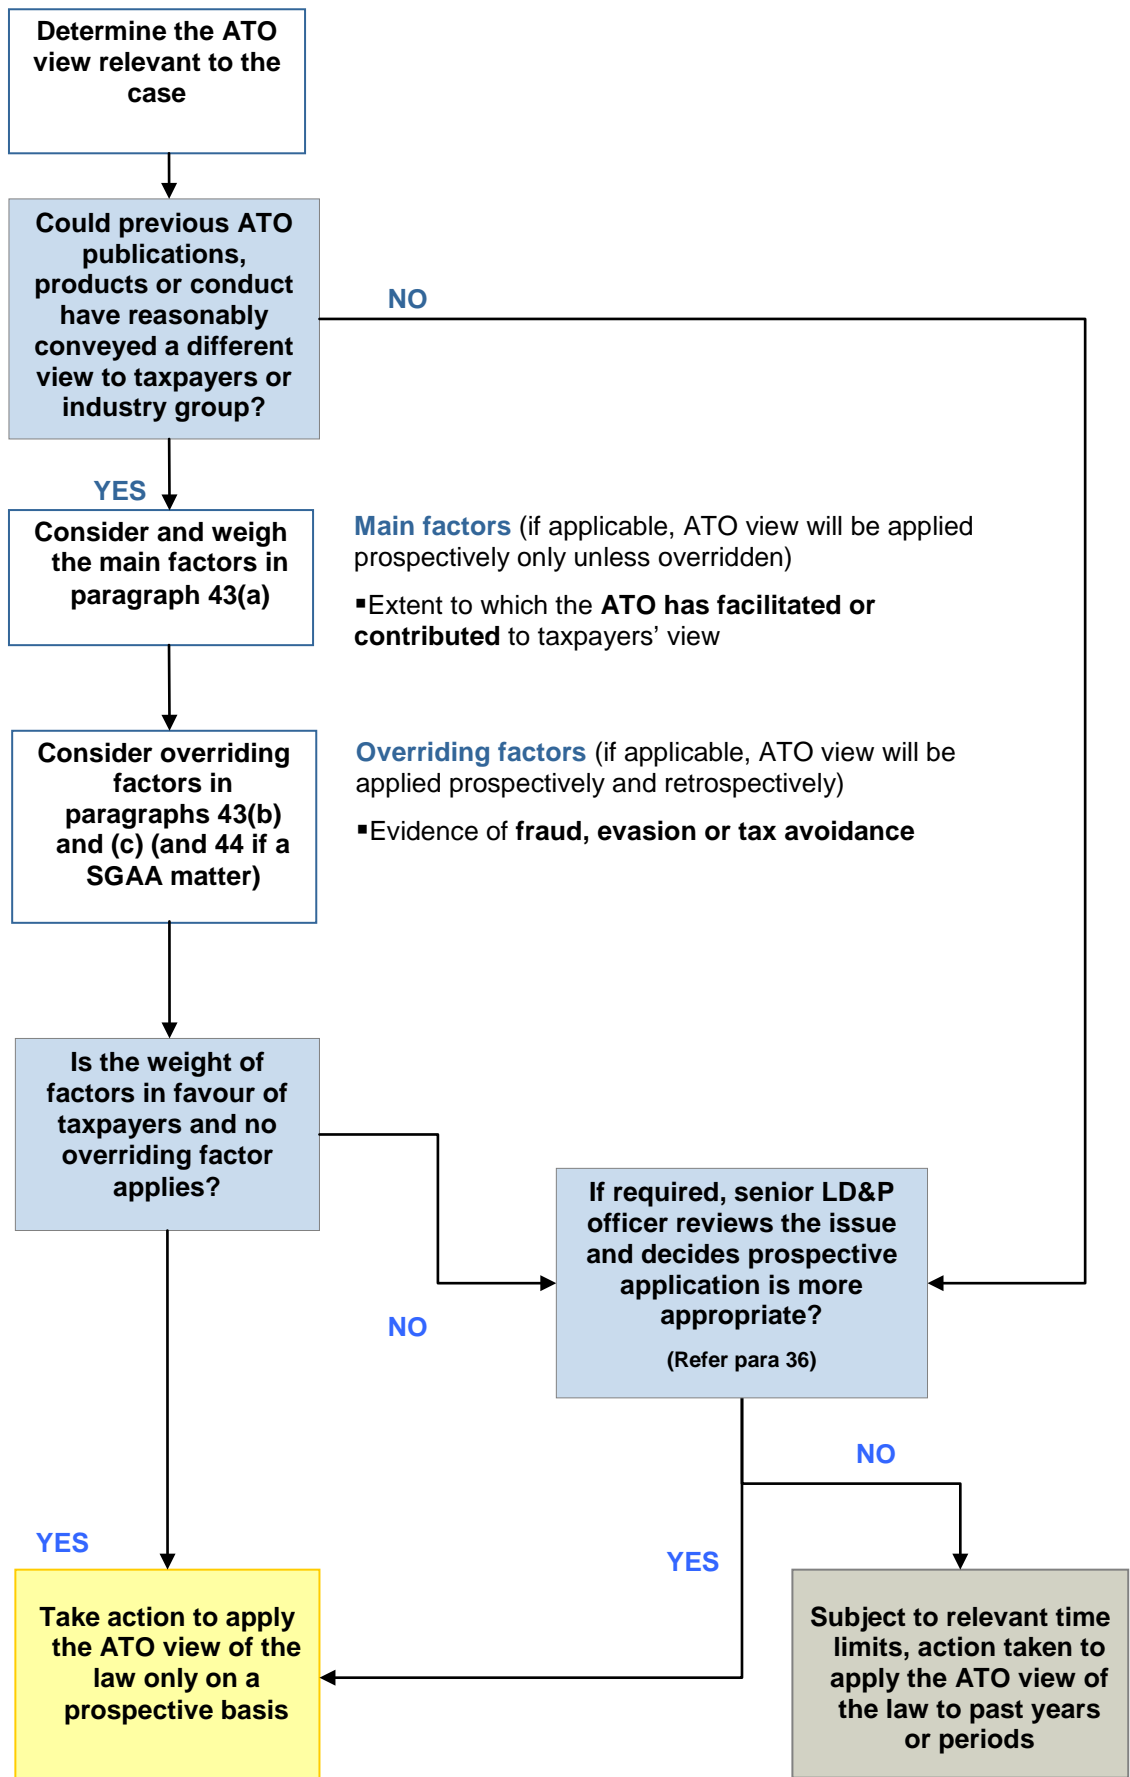 Determine the ATO
view relevant to the
case
Could previous ATO
publications,
products or conduct
have reasonably
conveyed a different
view to taxpayers or
industry group?
NO
YES
Consider and weigh
the main factors in
paragraph 43(a)
Main factors (if applicable, ATO view will be applied
prospectively only unless overridden)
▪Extent to which the ATO has facilitated or
contributed to taxpayers’ view
Consider overriding
factors in
paragraphs 43(b)
and (c) (and 44 if a
SGAA matter)
Overriding factors (if applicable, ATO view will be
applied prospectively and retrospectively)
▪Evidence of fraud, evasion or tax avoidance
Is the weight of
factors in favour of
taxpayers and no
overriding factor
applies?
NO
If required, senior LD&P
officer reviews the issue
and decides prospective
application is more
appropriate?
(Refer para 36)
NO
YES
YES
Take action to apply
the ATO view of the
law only on a
prospective basis
Subject to relevant time
limits, action taken to
apply the ATO view of
the law to past years
or periods